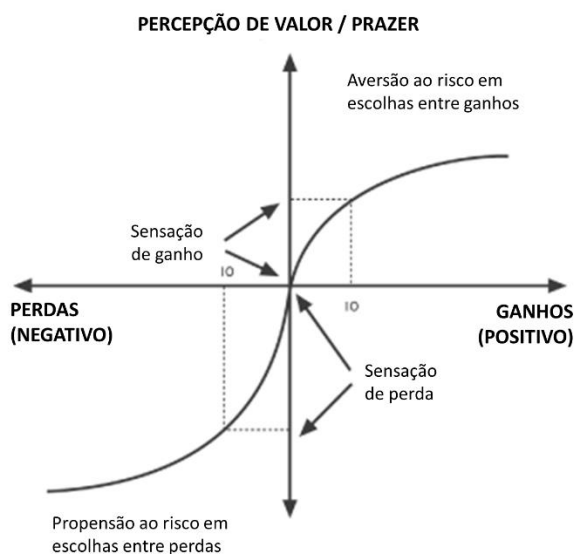 PERCEPÇÃO DE VALOR / PRAZER
Aversão ao risco em
escolhas entre ganhos
Sensação
de ganho
10
PERDAS
(NEGATIVO)
10
GANHOS
(POSITIVO)
Sensação
de perda
Propensão ao risco em
escolhas entre perdas